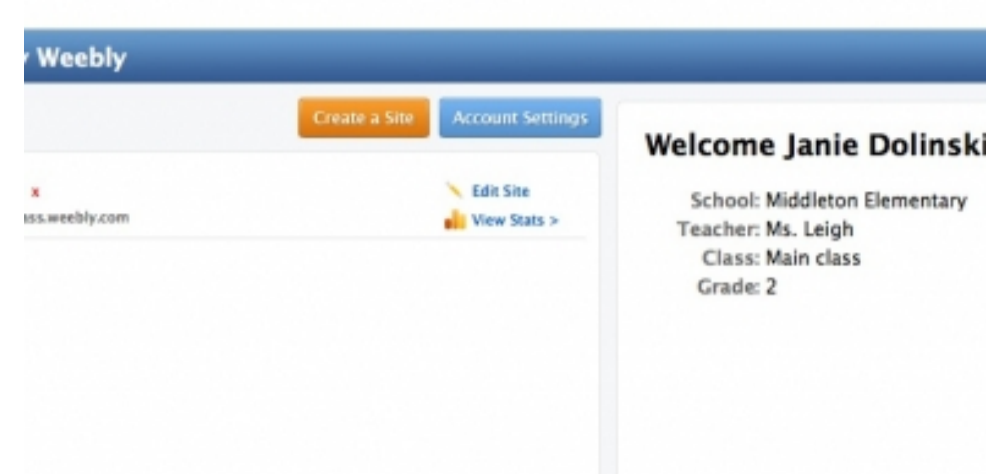 Weebly
Create a Site
Account Settings
x
Edit Site
ass.weebly.com
View Stats >
Welcome Janie Dolinski
School: Middleton Elementary
Teacher: Ms. Leigh
Class: Main class
Grade: 2